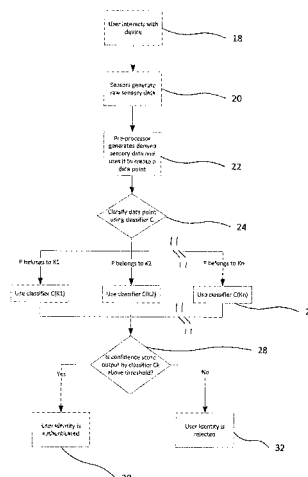 User interacts with
device
18
Sensors generate
raw sensory data
20
Pre-processor
generates derived
sensory data and
uses it to create a
data point
22
Classify data point
using classifier C
24
P belongs to K1
P belongs to K2
P belongs to Kn
Use classifier C(K1)
Use classifier C(K2)
Use classifier C(Kn)
28
Is confidence score
output by classifier
above threshold?
Yes
No
User identity is
authenticated
User identity is
rejected
32